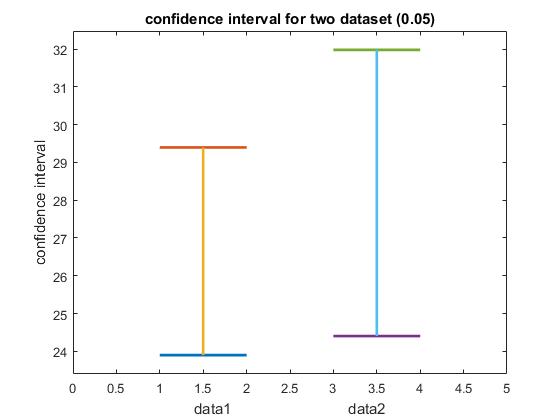 confidence interval for two dataset (0.05)
confidence interval
32
31
30
29
28
27
26
25
24
0 0.5 1 1.5 2 2.5 3 3.5 4 4.5 5
data1 data2